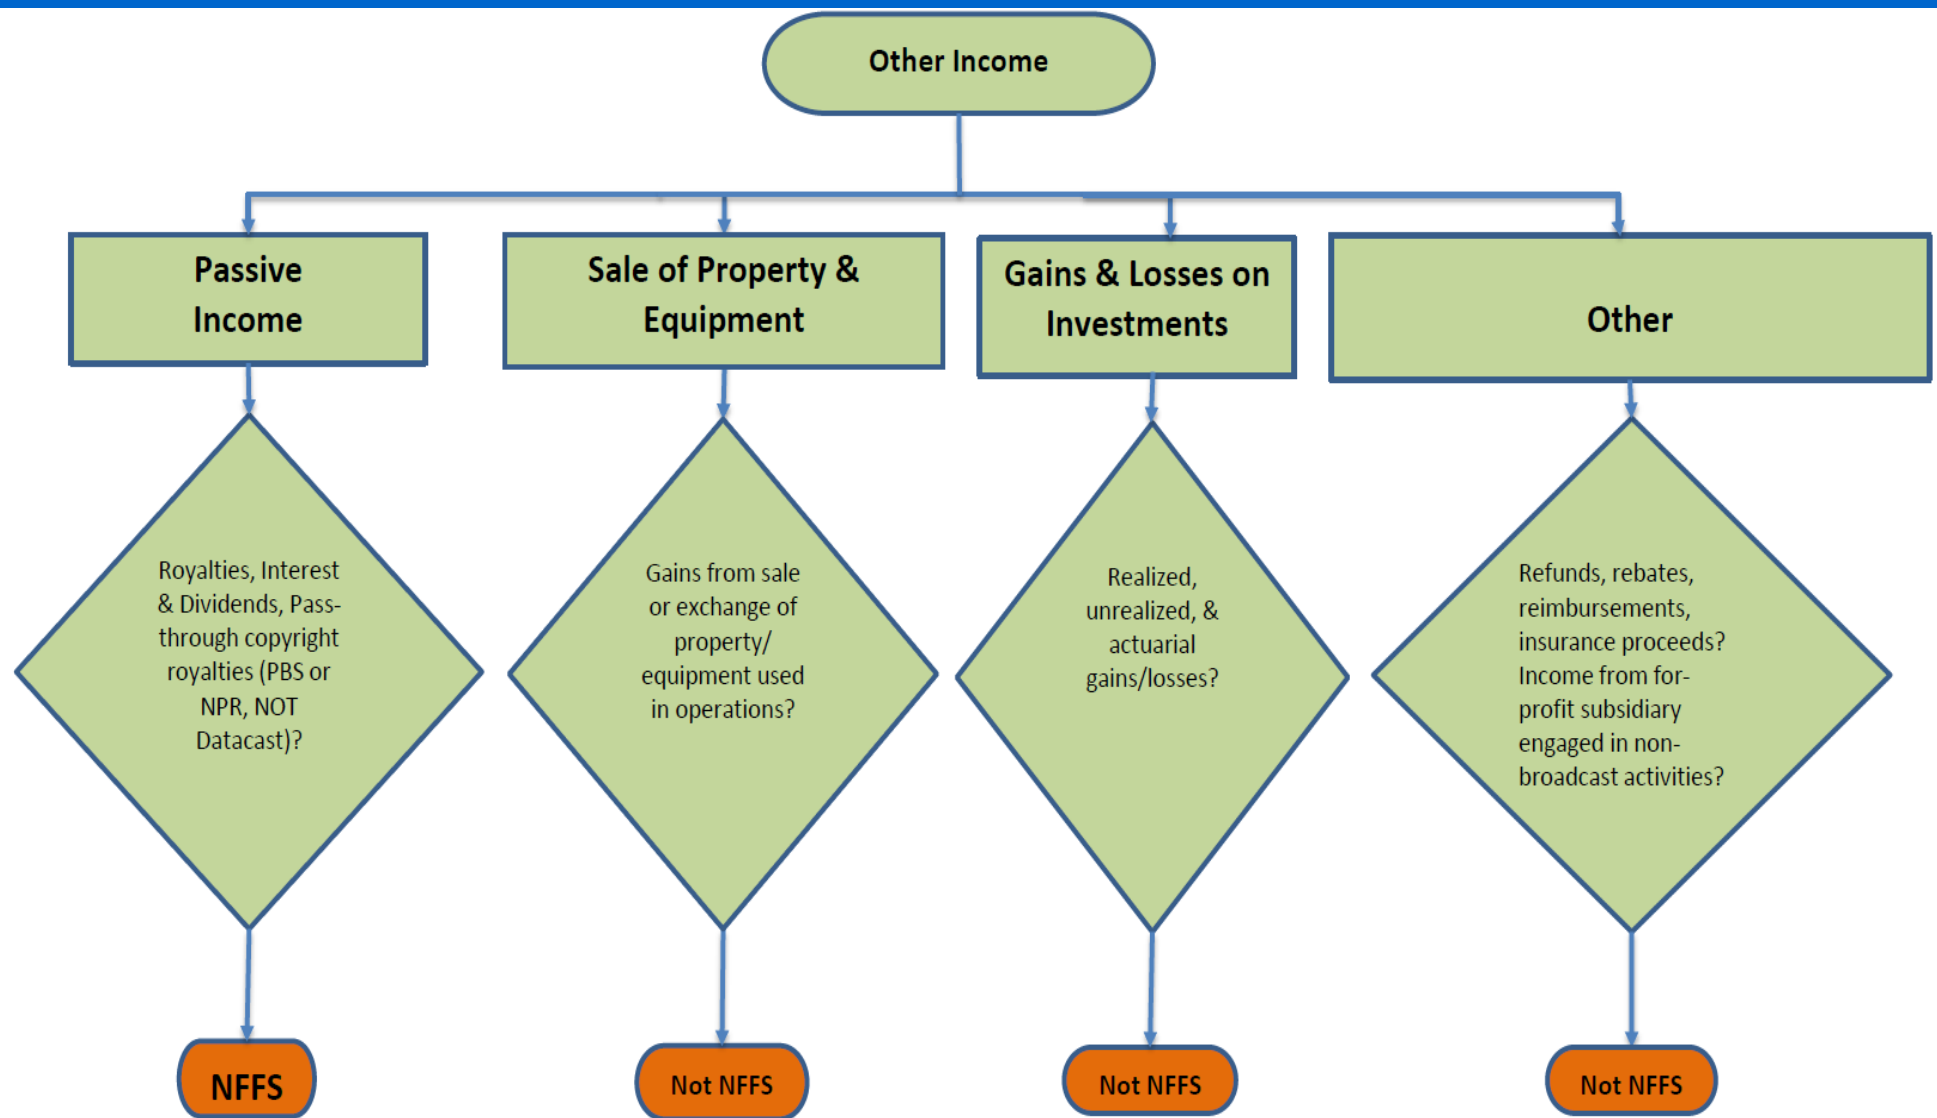 Other Income
Passive
Income
Sale of Property &
Equipment
Gains & Losses on
Investments
Other
Royalties, Interest
& Dividends, Pass-
through copyright
royalties (PBS or
NPR, NOT
Datacast)?
Gains from sale
or exchange of
property/
equipment used
in operations?
Realized,
unrealized, &
actuarial
gains/losses?
Refunds, rebates,
reimbursements,
insurance proceeds?
Income from for-
profit subsidiary
engaged in non-
broadcast activities?
NFFS
Not NFFS
Not NFFS
Not NFFS